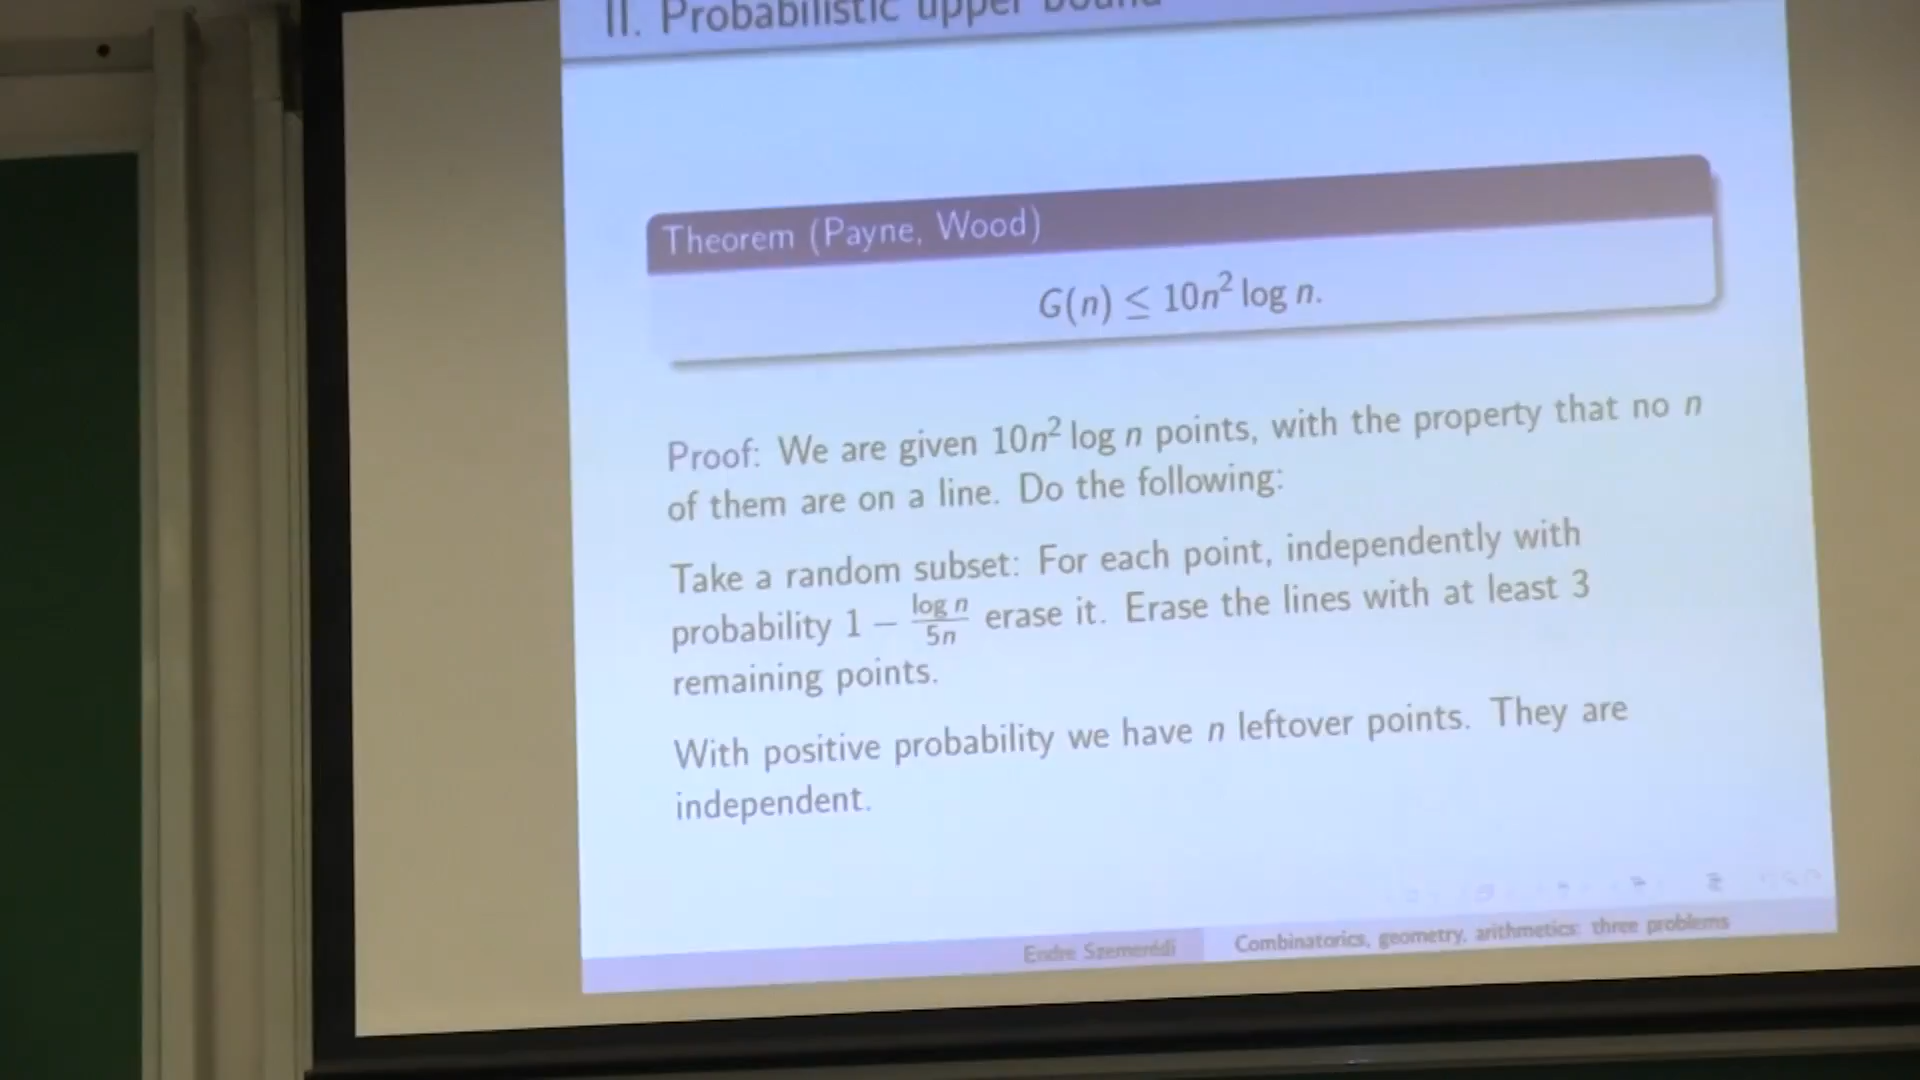 II. Probabilistic upper bound
Theorem (Payne, Wood)
G(n) ≤ 10n² log n.
Proof: We are given 10n² log n points, with the property that no n
of them are on a line. Do the following:
Take a random subset: For each point, independently with
probability 1 − log n / 5n erase it. Erase the lines with at least 3
remaining points.
With positive probability we have n leftover points. They are
independent.
Endre Szemerédi Combinatorics, geometry, arithmetics: three problems